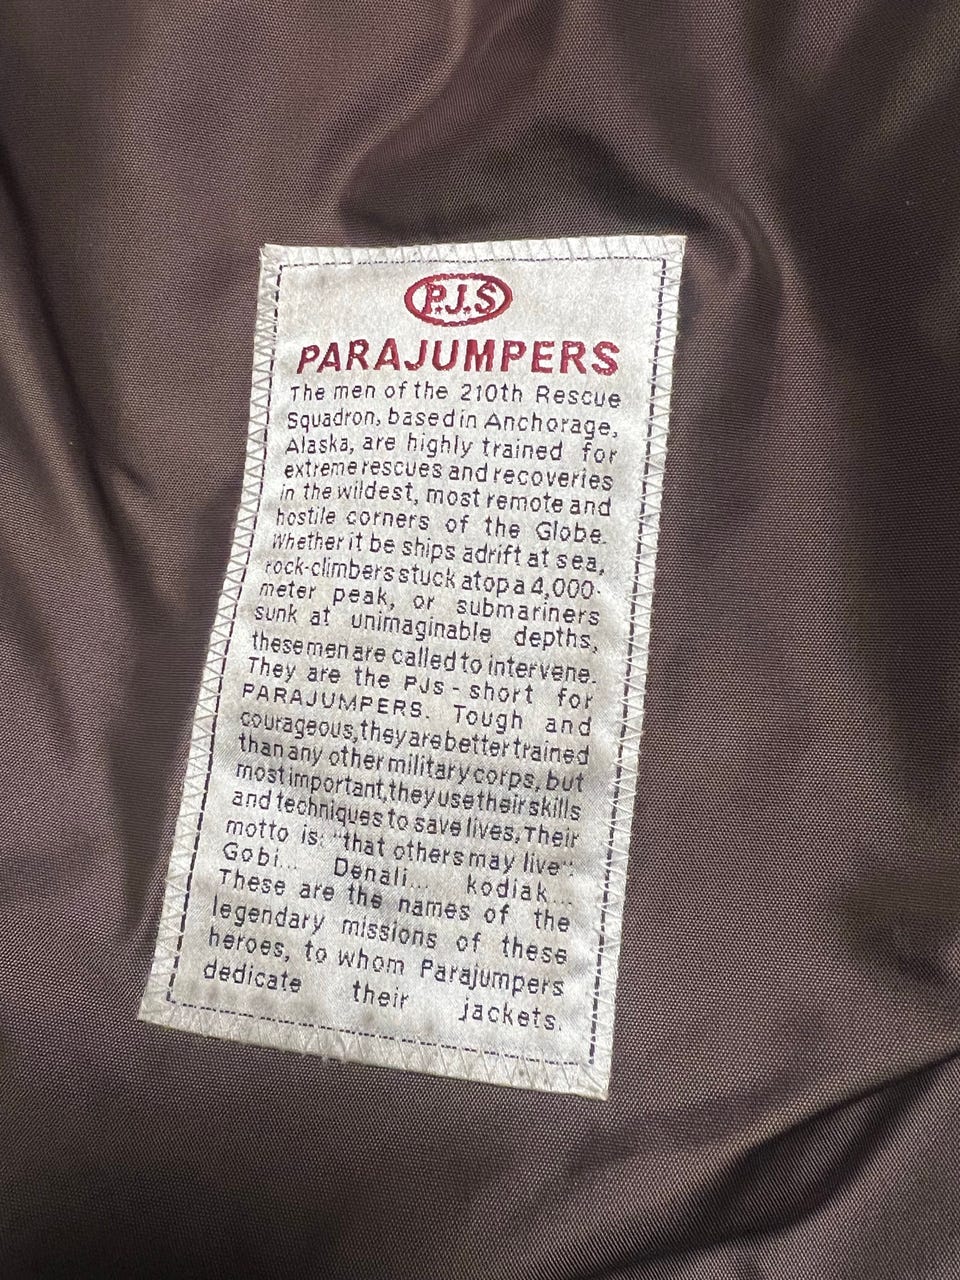 P.J.S
PARAJUMPERS
The men of the 210th Rescue
Squadron, based in Anchorage,
Alaska, are highly trained for
extreme rescues and recoveries
in the wildest, most remote and
hostile corners of the Globe.
Whether it be ships adrift at sea,
rock-climbers stuck atop a 4,000-
meter peak, or submariners
sunk at unimaginable depths,
these men are called to intervene.
They are the PJs - short for
PARAJUMPERS. Tough and
courageous, they are better trained
than any other military corps, but
most important, they use their skills
and techniques to save lives. Their
motto is: "that others may live".
Gobi... Denali... kodiak...
These are the names of the
legendary missions of these
heroes, to whom Parajumpers
dedicate their jackets.